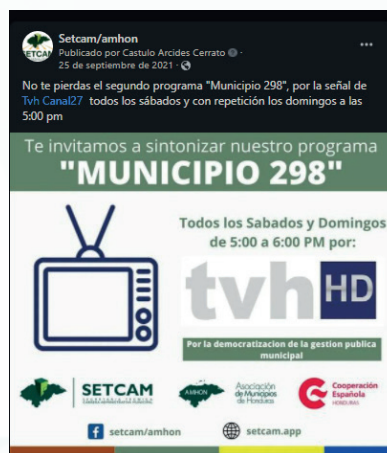 Setcam/amhon
Publicado por Castulo Arcides Cerrato
25 de septiembre de 2021
No te pierdas el segundo programa "Municipio 298", por la señal de
Tvh Canal27 todos los sábados y con repetición los domingos a las
5:00 pm
Te invitamos a sintonizar nuestro programa
"MUNICIPIO 298"
Todos los Sabados y Domingos
de 5:00 a 6:00 PM por:
tvh HD
Por la democratizacion de la gestion publica
municipal
SETCAM
AMHON
Asociación
de Municipios
de Honduras
Cooperación
Española
HONDURAS
setcam/amhon
setcam.app